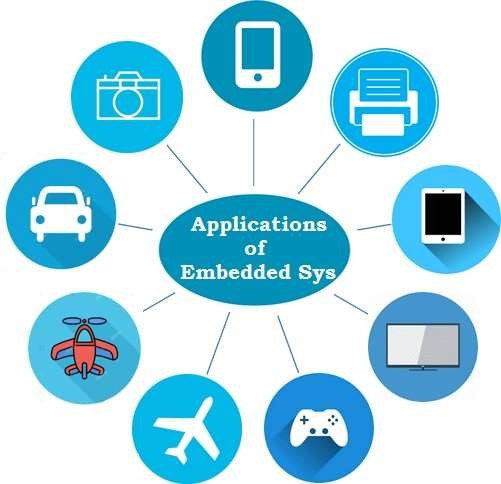 Applications
of
Embedded Sys